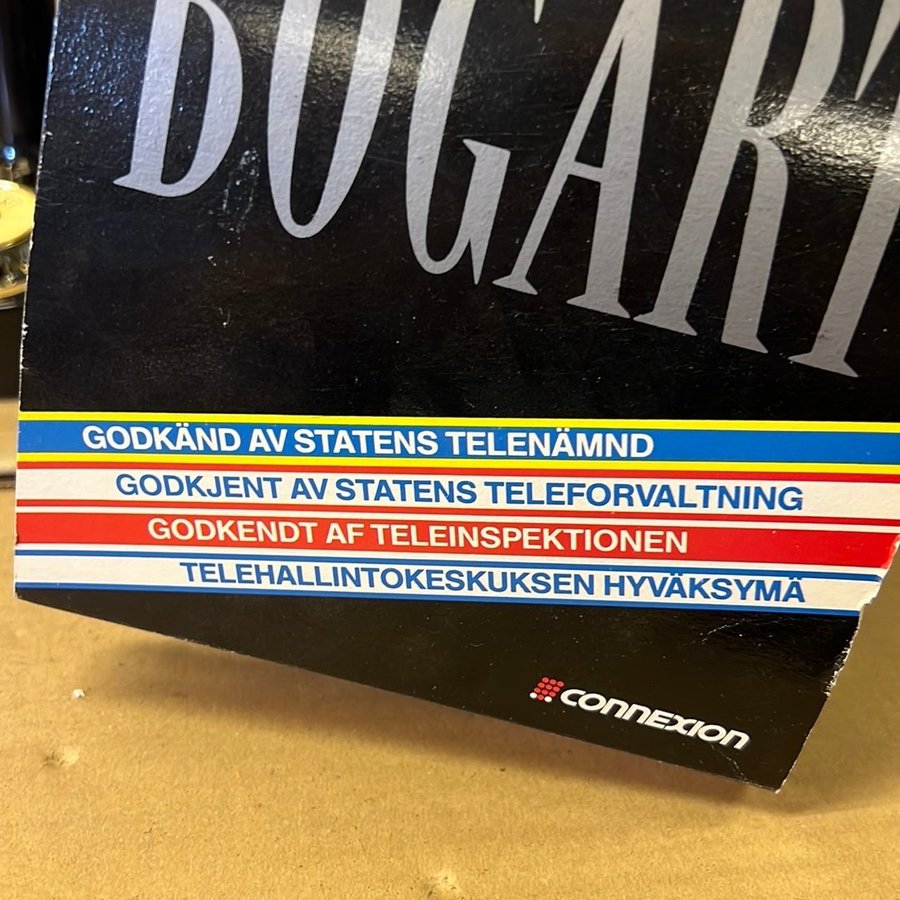 BOGART
GODKÄND AV STATENS TELENÄMND
GODKJENT AV STATENS TELEFORVALTNING
GODKENDT AF TELEINSPEKTIONEN
TELEHALLINTOKESKUKSEN HYVÄKSYMÄ
CONNEXION